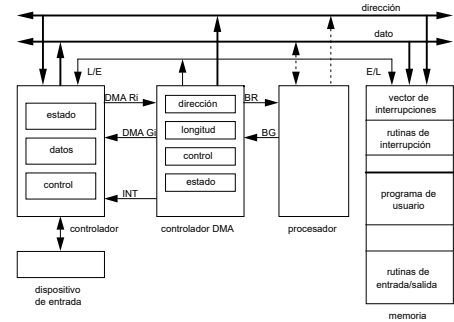 dirección
dato
L/E
E/L
DMA Ri
BR
DMA Gi
BG
INT
estado
datos
control
dirección
longitud
control
estado
vector de
interrupciones
rutinas de
interrupción
programa de
usuario
rutinas de
entrada/salida
controlador
controlador DMA
procesador
dispositivo
de entrada
memoria